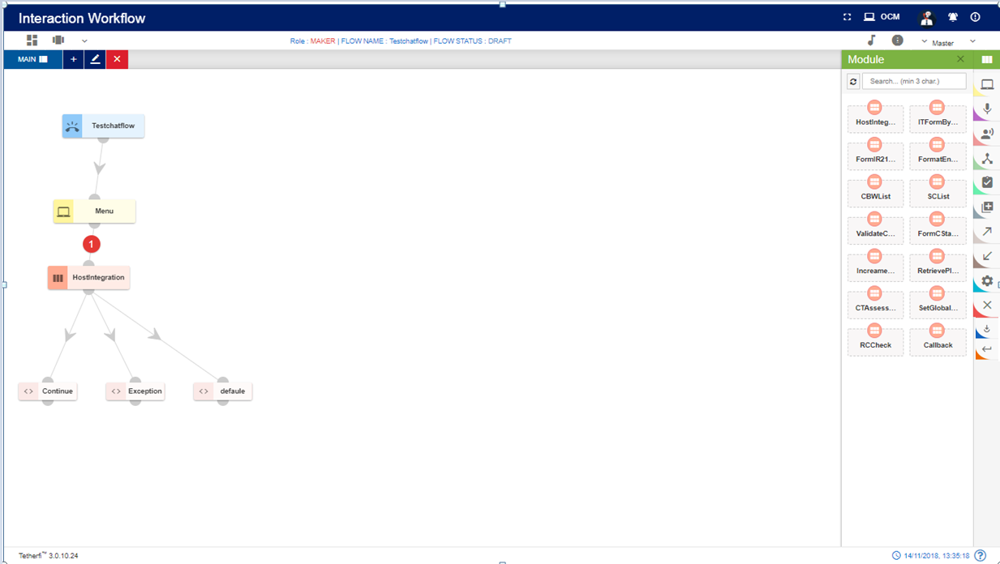 Interaction Workflow
OCM
Role : MAKER | FLOW NAME : Testchatflow | FLOW STATUS : DRAFT
Master
MAIN
+
Module
Search... (min 3 char.)
Testchatflow
Menu
1
HostIntegration
Continue
Exception
defaule
HostInteg...
ITFormBy...
FormIR21...
FormatEn...
CBWList
SCList
ValidateC...
FormCSta...
Increame...
RetrievePl...
CTAssess...
SetGlobal...
RCCheck
Callback
Tetherfi™ 3.0.10.24
14/11/2018, 13:35:18